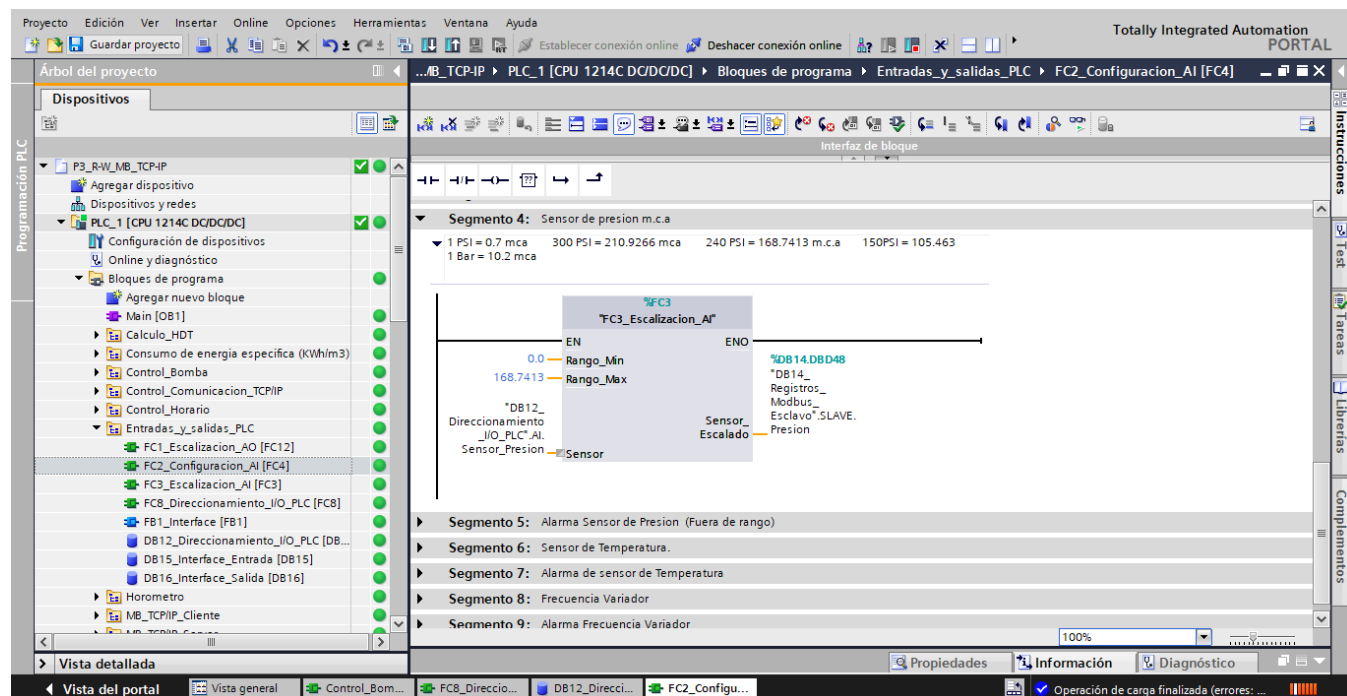 Proyecto Edición Ver Insertar Online Opciones Herramientas Ventana Ayuda
Totally Integrated Automation
PORTAL
Guardar proyecto Establecer conexión online Deshacer conexión online
Árbol del proyecto
...MB_TCP-IP PLC_1 [CPU 1214C DC/DC/DC] Bloques de programa Entradas_y_salidas_PLC FC2_Configuracion_AI [FC4]
Dispositivos
Interfaz de bloque
Programación PLC
P3_R-W_MB_TCP-IP
Agregar dispositivo
Dispositivos y redes
PLC_1 [CPU 1214C DC/DC/DC]
Configuración de dispositivos
Online y diagnóstico
Bloques de programa
Agregar nuevo bloque
Main [OB1]
Calculo_HDT
Consumo de energia especifica (KWh/m3)
Control_Bomba
Control_Comunicacion_TCP/IP
Control_Horario
Entradas_y_salidas_PLC
FC1_Escalizacion_AO [FC12]
FC2_Configuracion_AI [FC4]
FC3_Escalizacion_AI [FC3]
FC8_Direccionamiento_I/O_PLC [FC8]
FB1_Interface [FB1]
DB12_Direccionamiento_I/O_PLC [DB...
DB15_Interface_Entrada [DB15]
DB16_Interface_Salida [DB16]
Horometro
MB_TCP/IP_Cliente
MB_TCP/IP_Server
Vista detallada
Segmento 4: Sensor de presion m.c.a
1 PSI = 0.7 mca 300 PSI = 210.9266 mca 240 PSI = 168.7413 m.c.a 150PSI = 105.463
1 Bar = 10.2 mca
%FC3
"FC3_Escalizacion_AI"
EN ENO
0.0 Rango_Min
168.7413 Rango_Max
"DB12_
Direccionamiento
_I/O_PLC".AI.
Sensor_Presion Sensor
Sensor_
Escalado
%DB14.DBD48
"DB14_
Registros_
Modbus_
Esclavo".SLAVE.
Presion
Segmento 5: Alarma Sensor de Presion (Fuera de rango)
Segmento 6: Sensor de Temperatura.
Segmento 7: Alarma de sensor de Temperatura
Segmento 8: Frecuencia Variador
Segmento 9: Alarma Frecuencia Variador
100%
Propiedades Información Diagnóstico
Instrucciones
Test
Tareas
Librerías
Complementos
Vista del portal Vista general Control_Bom... FC8_Direccio... DB12_Direcci... FC2_Configu... Operación de carga finalizada (errores: ...